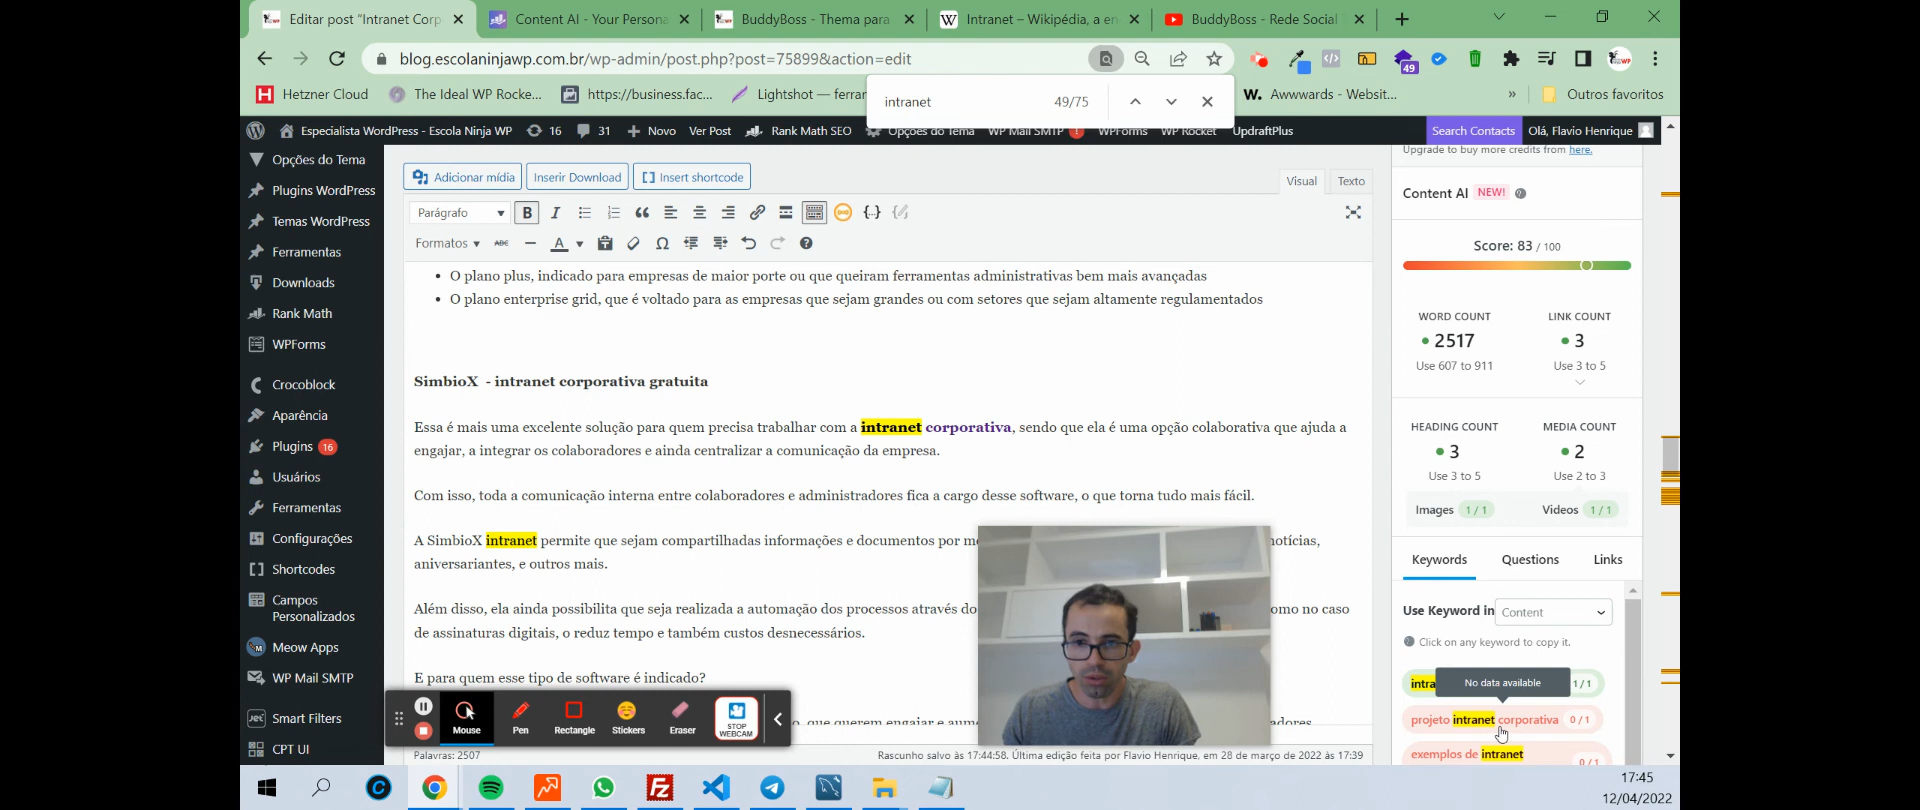 Editar post “Intranet Corp
Content AI - Your Persona
BuddyBoss - Thema para
Intranet – Wikipédia, a en
BuddyBoss - Rede Social
blog.escolaninjawp.com.br/wp-admin/post.php?post=75899&action=edit
49
Hetzner Cloud
The Ideal WP Rocke...
https://business.fac...
Lightshot — ferrar
intranet
49/75
Awwwards - Websit...
»
Outros favoritos
Especialista WordPress - Escola Ninja WP
16
31
Novo
Ver Post
Rank Math SEO
Opções do Tema
WP Mail SMTP
WPForms
WP Rocket
UpdraftPlus
Search Contacts
Olá, Flavio Henrique
Opções do Tema
Plugins WordPress
Temas WordPress
Ferramentas
Downloads
Rank Math
WPForms
Crocoblock
Aparência
Plugins 16
Usuários
Ferramentas
Configurações
Shortcodes
Campos
Personalizados
Meow Apps
WP Mail SMTP
Smart Filters
CPT UI
Adicionar mídia
Inserir Download
Insert shortcode
Visual
Texto
Parágrafo
B I
Formatos
ABC
A
O plano plus, indicado para empresas de maior porte ou que queiram ferramentas administrativas bem mais avançadas
O plano enterprise grid, que é voltado para as empresas que sejam grandes ou com setores que sejam altamente regulamentados
SimbioX - intranet corporativa gratuita
Essa é mais uma excelente solução para quem precisa trabalhar com a intranet corporativa, sendo que ela é uma opção colaborativa que ajuda a
engajar, a integrar os colaboradores e ainda centralizar a comunicação da empresa.
Com isso, toda a comunicação interna entre colaboradores e administradores fica a cargo desse software, o que torna tudo mais fácil.
A SimbioX intranet permite que sejam compartilhadas informações e documentos por
aniversariantes, e outros mais.
Além disso, ela ainda possibilita que seja realizada a automação dos processos através do
omo no caso
de assinaturas digitais, o reduz tempo e também custos desnecessários.
E para quem esse tipo de software é indicado?
Mouse
Pen
Rectangle
Stickers
Eraser
STOP
WEBCAM
Palavras: 2507
Rascunho salvo às 17:44:58. Última edição feita por Flavio Henrique, em 28 de março de 2022 às 17:39
Upgrade to buy more credits from here.
Content AI NEW!
Score: 83 / 100
WORD COUNT
LINK COUNT
2517
3
Use 607 to 911
Use 3 to 5
HEADING COUNT
MEDIA COUNT
3
2
Use 3 to 5
Use 2 to 3
Images 1 / 1
Videos 1 / 1
Keywords
Questions
Links
Use Keyword in
Content
Click on any keyword to copy it.
intra
No data available
1 / 1
projeto intranet corporativa 0 / 1
exemplos de intranet
0 / 1
17:45
12/04/2022